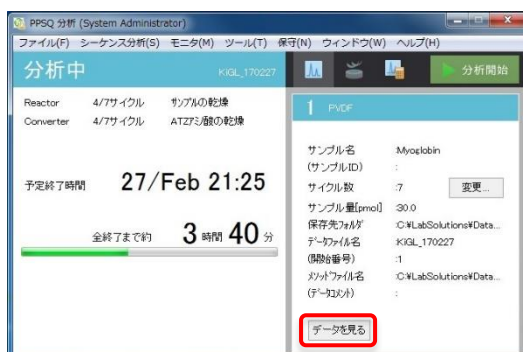 PPSQ 分析 (System Administrator)
ファイル(F) シーケンス分析(S) モニタ(M) ツール(T) 保守(N) ウィンドウ(W) ヘルプ(H)
分析中 KiGL_170227 分析開始
Reactor 4/7サイクル サンプルの乾燥
Converter 4/7サイクル ATZアミノ酸の乾燥
予定終了時間 27/Feb 21:25
全終了まで約 3 時間 40 分
1 PVDF
サンプル名 :Myoglobin
(サンプルID) :
サイクル数 :7 変更...
サンプル量[pmol] :30.0
保存先フォルダ :C:¥LabSolutions¥Data...
データファイル名 :KiGL_170227
(開始番号) :1
メソッドファイル名 :C:¥LabSolutions¥Data...
(データコメント) :
データを見る